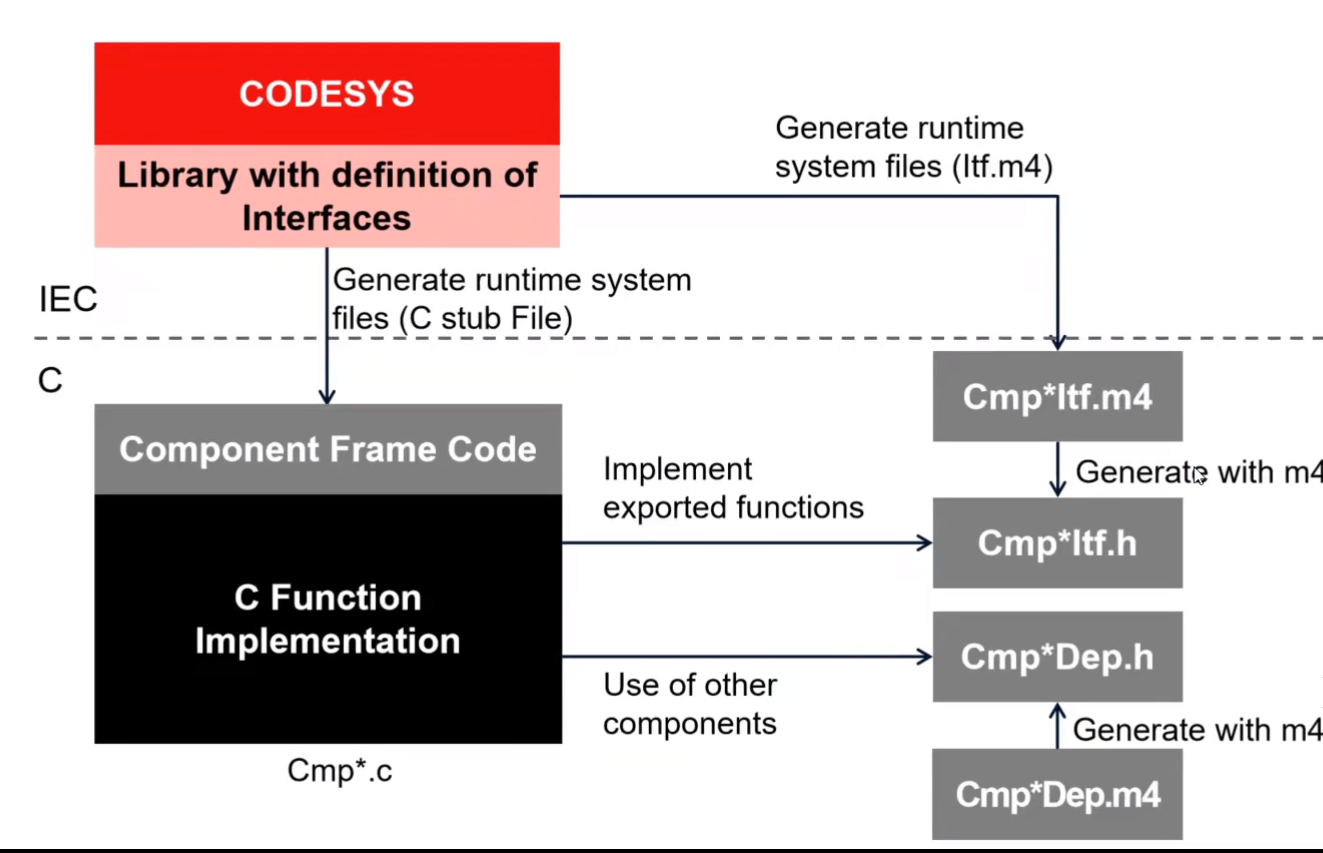 CODESYS
Library with definition of
Interfaces
Generate runtime
system files (Itf.m4)
Generate runtime system
files (C stub File)
IEC
C
Cmp*Itf.m4
Generate with m4
Component Frame Code
Implement
exported functions
Cmp*Itf.h
C Function
Implementation
Cmp*Dep.h
Use of other
components
Generate with m4
Cmp*.c
Cmp*Dep.m4